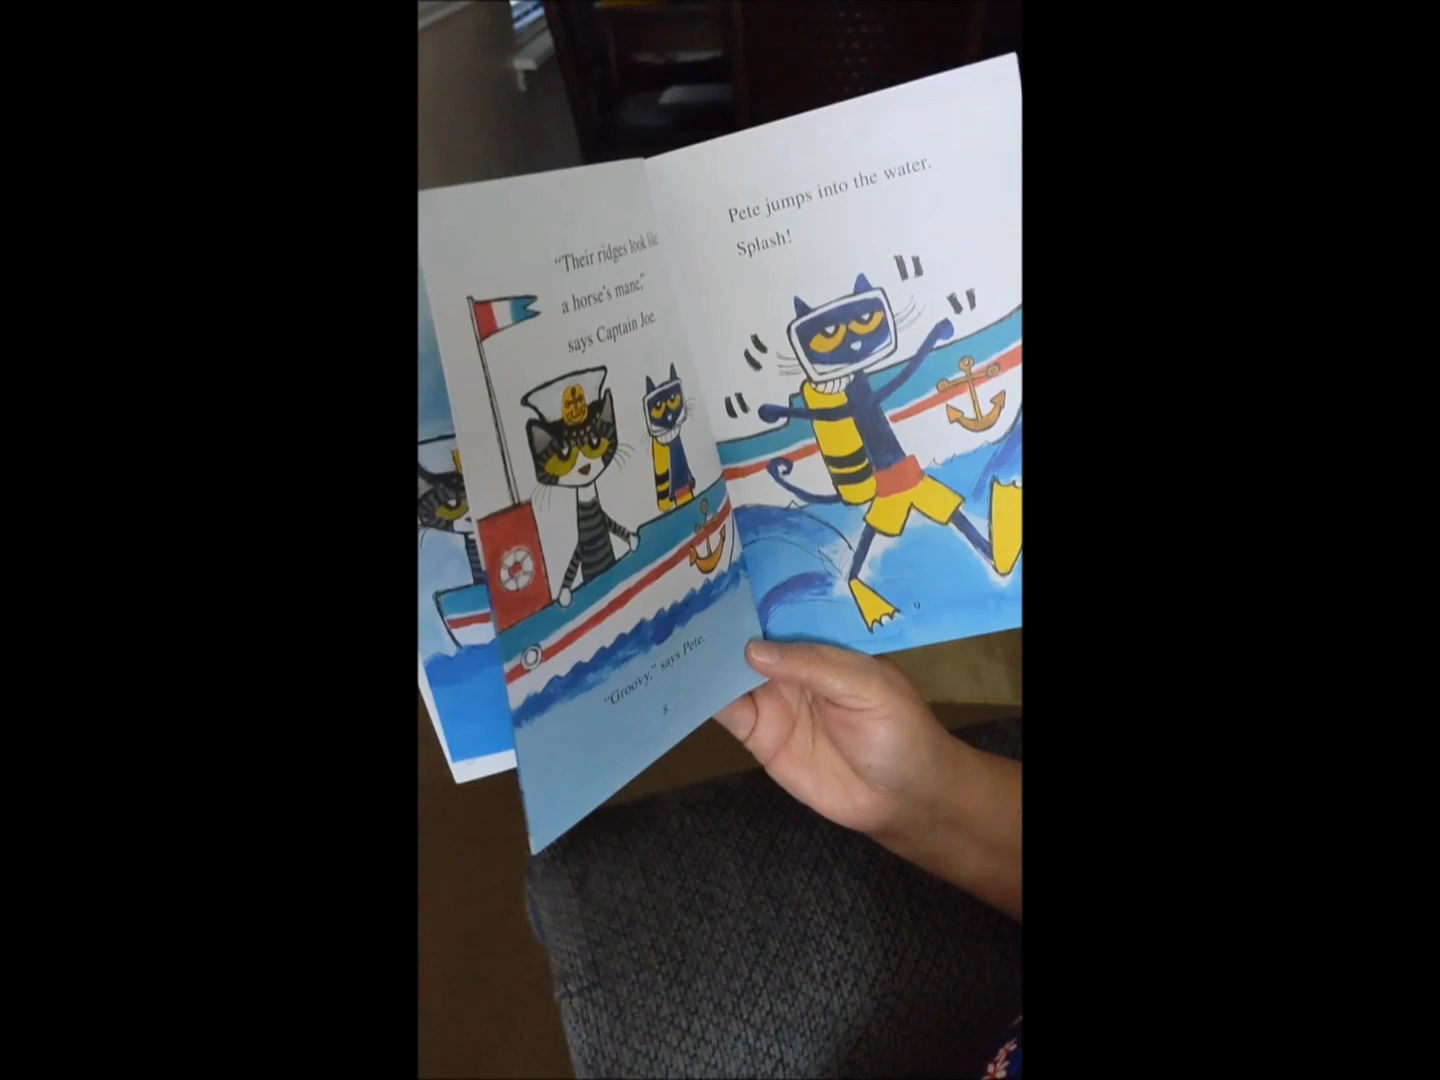 "Their ridges look like
a horse's mane,"
says Captain Joe.
"Groovy," says Pete.
8
Pete jumps into the water.
Splash!
9